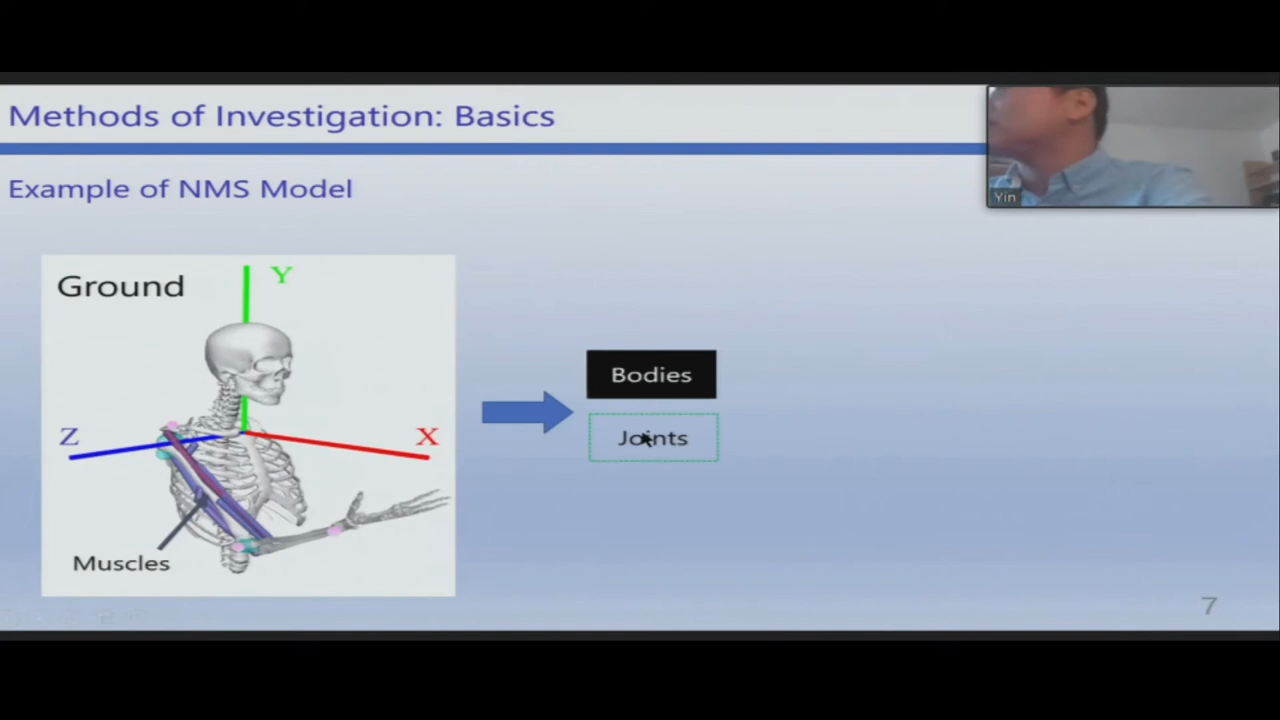 Methods of Investigation: Basics
Yin
Example of NMS Model
Ground
Y
Z
X
Muscles
Bodies
Joints
7